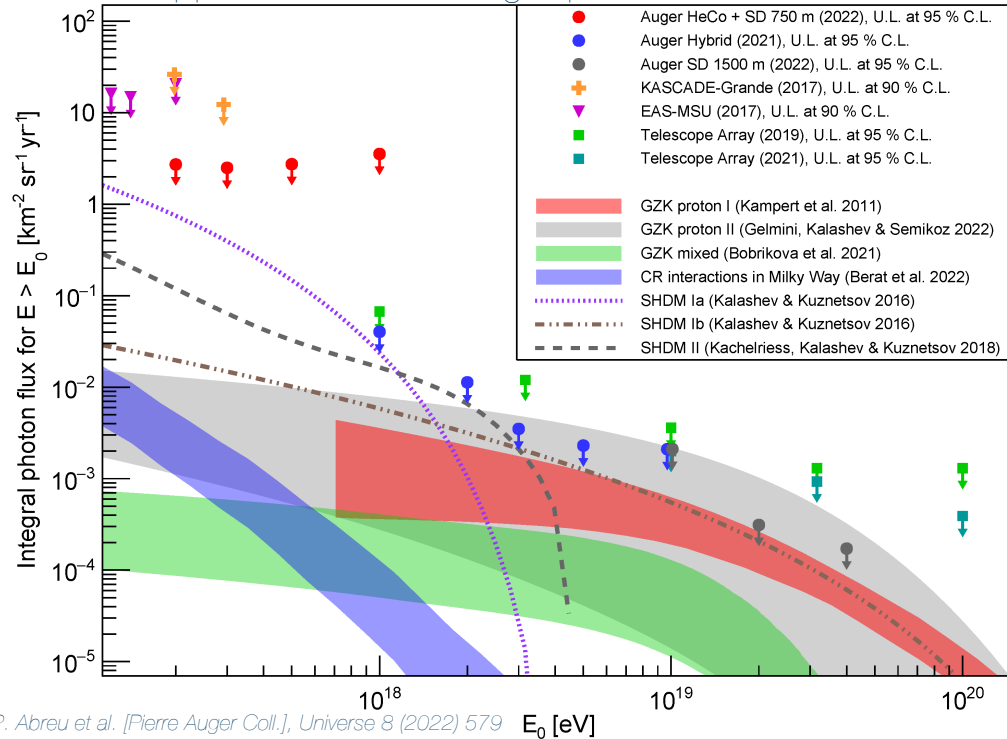 10²
10
1
10⁻¹
10⁻²
10⁻³
10⁻⁴
10⁻⁵
Integral photon flux for E > E₀ [km⁻² sr⁻¹ yr⁻¹]
Auger HeCo + SD 750 m (2022), U.L. at 95 % C.L.
Auger Hybrid (2021), U.L. at 95 % C.L.
Auger SD 1500 m (2022), U.L. at 95 % C.L.
KASCADE-Grande (2017), U.L. at 90 % C.L.
EAS-MSU (2017), U.L. at 90 % C.L.
Telescope Array (2019), U.L. at 95 % C.L.
Telescope Array (2021), U.L. at 95 % C.L.
GZK proton I (Kampert et al. 2011)
GZK proton II (Gelmini, Kalashev & Semikoz 2022)
GZK mixed (Bobrikova et al. 2021)
CR interactions in Milky Way (Berat et al. 2022)
SHDM Ia (Kalashev & Kuznetsov 2016)
SHDM Ib (Kalashev & Kuznetsov 2016)
SHDM II (Kachelriess, Kalashev & Kuznetsov 2018)
10¹⁸
10¹⁹
10²⁰
E₀ [eV]
P. Abreu et al. [Pierre Auger Coll.], Universe 8 (2022) 579